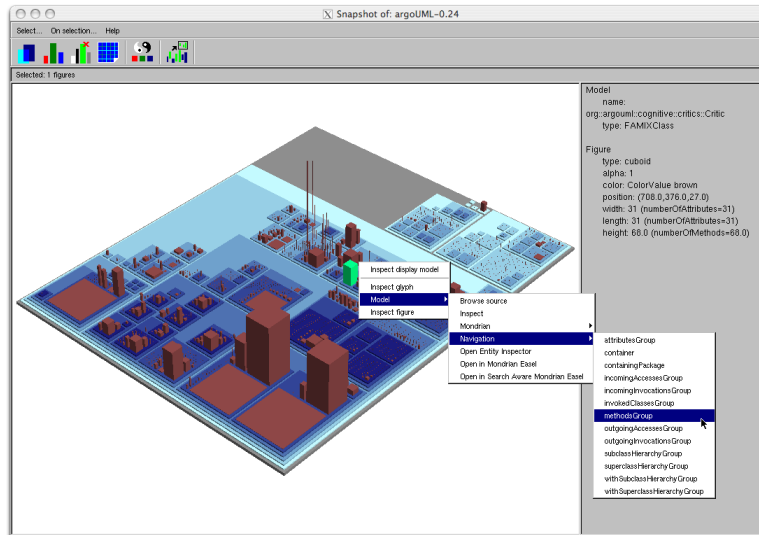 Snapshot of: argoUML-0.24
Select... On selection... Help
Selected: 1 figures
Model
name:
org::argouml::cognitive::critics::Critic
type: FAMIXClass
Figure
type: cuboid
alpha: 1
color: ColorValue brown
position: (708.0,376.0,27.0)
width: 31 (numberOfAttributes=31)
length: 31 (numberOfAttributes=31)
height: 68.0 (numberOfMethods=68.0)
Inspect display model
Inspect glyph
Model
Inspect figure
Browse source
Inspect
Mondrian
Navigation
Open Entity Inspector
Open in Mondrian Easel
Open in Search Aware Mondrian Easel
attributesGroup
container
containingPackage
incomingAccessesGroup
incomingInvocationsGroup
invokedClassesGroup
methodsGroup
outgoingAccessesGroup
outgoingInvocationsGroup
subclassHierarchyGroup
superclassHierarchyGroup
withSubclassHierarchyGroup
withSuperclassHierarchyGroup